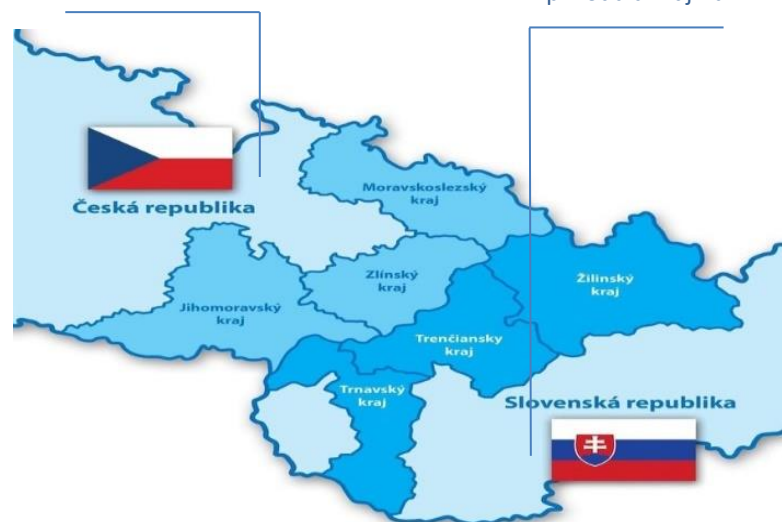 Moravskoslezský
kraj
Česká republika
Zlínský
kraj
Žilinský
kraj
Jihomoravský
kraj
Trenčiansky
kraj
Trnavský
kraj
Slovenská republika